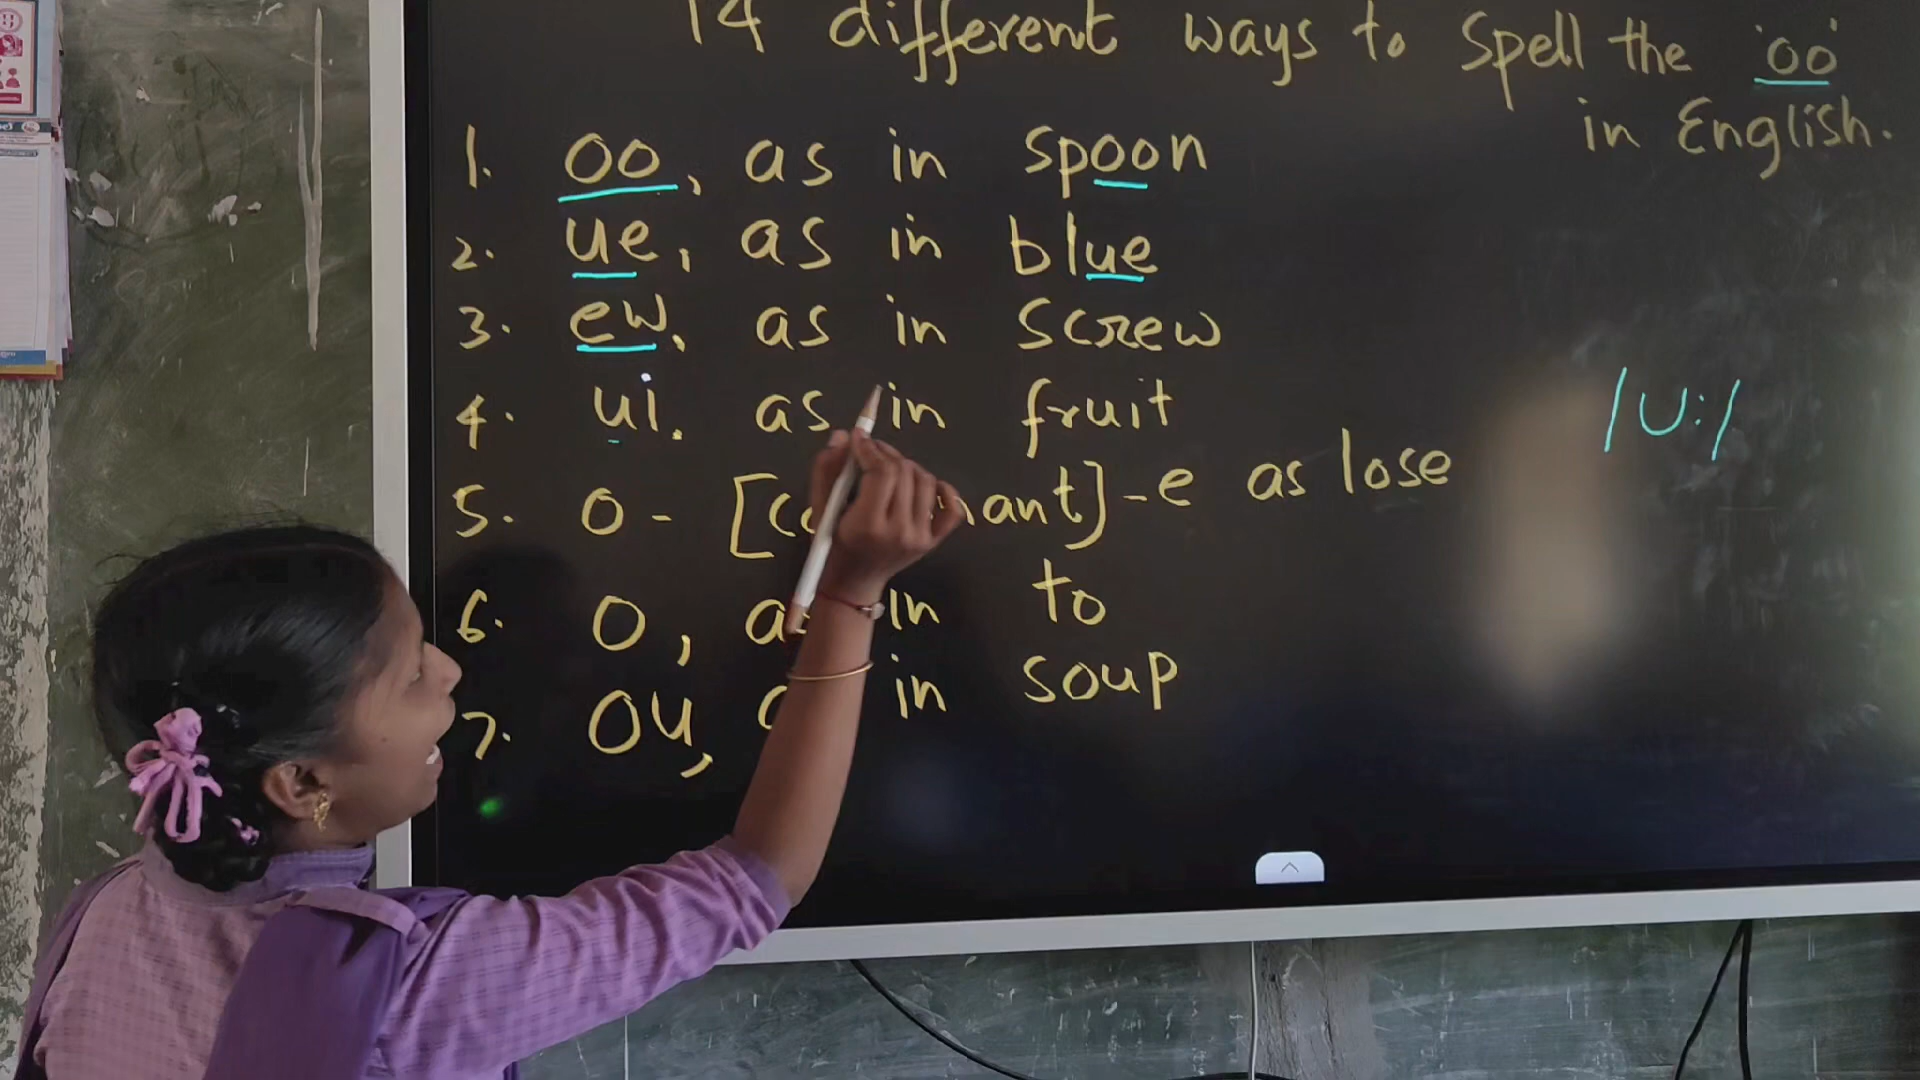 14 different ways to Spell the 'oo'
in English.
1. oo, as in spoon
2. ue, as in blue
3. ew, as in screw
4. ui. as in fruit
/U:/
5. o - [ nant] - e as lose
6. o, as in to
7. ou, in soup